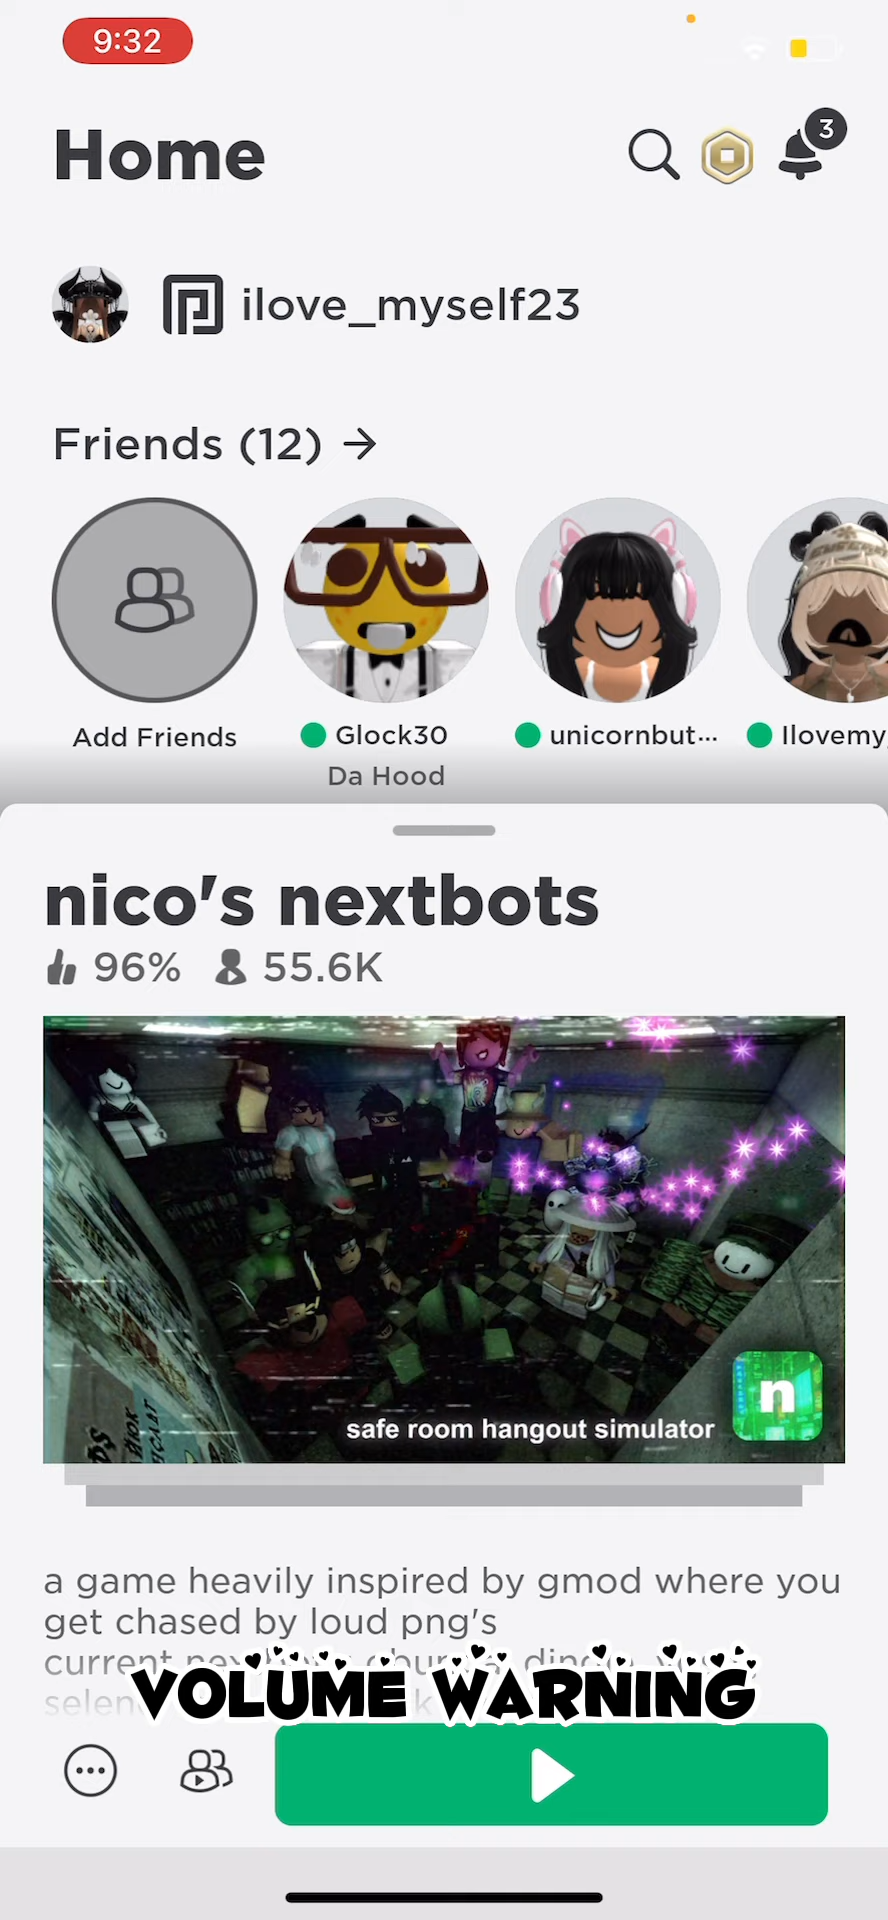 9:32
Home
3
ilove_myself23
Friends (12) →
Add Friends
Glock30
unicornbut...
Ilovemy
Da Hood
nico's nextbots
96% 55.6K
n
safe room hangout simulator
a game heavily inspired by gmod where you
get chased by loud png's
current
VOLUME WARNING